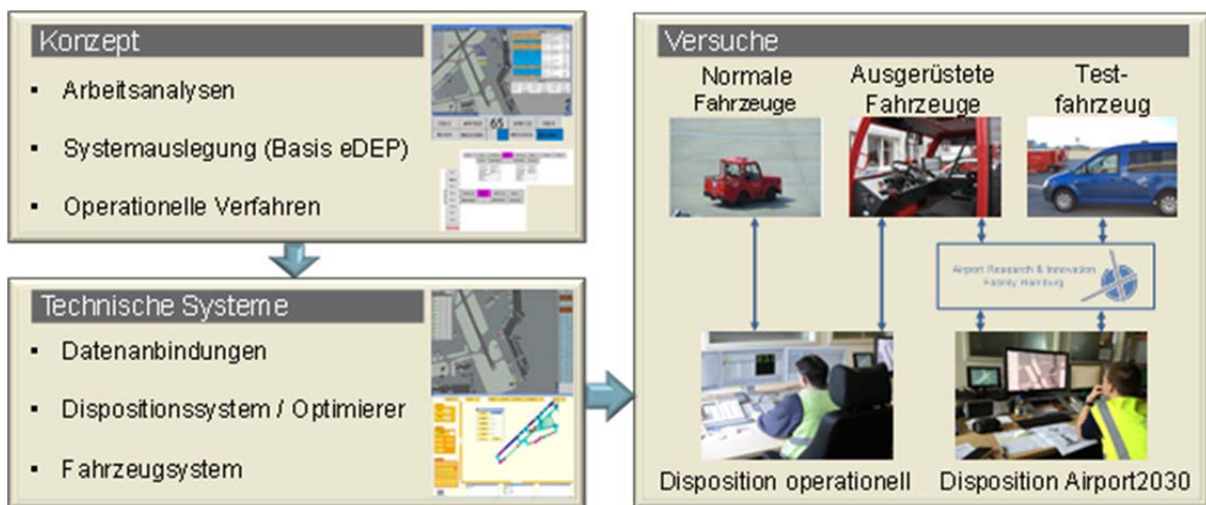 Konzept
▪ Arbeitsanalysen
▪ Systemauslegung (Basis eDEP)
▪ Operationelle Verfahren
Technische Systeme
▪ Datenanbindungen
▪ Dispositionssystem / Optimierer
▪ Fahrzeugsystem
Versuche
Normale
Fahrzeuge
Ausgerüstete
Fahrzeuge
Test-
fahrzeug
Airport Research & Innovation
Facility Hamburg
Disposition operationell
Disposition Airport2030
65